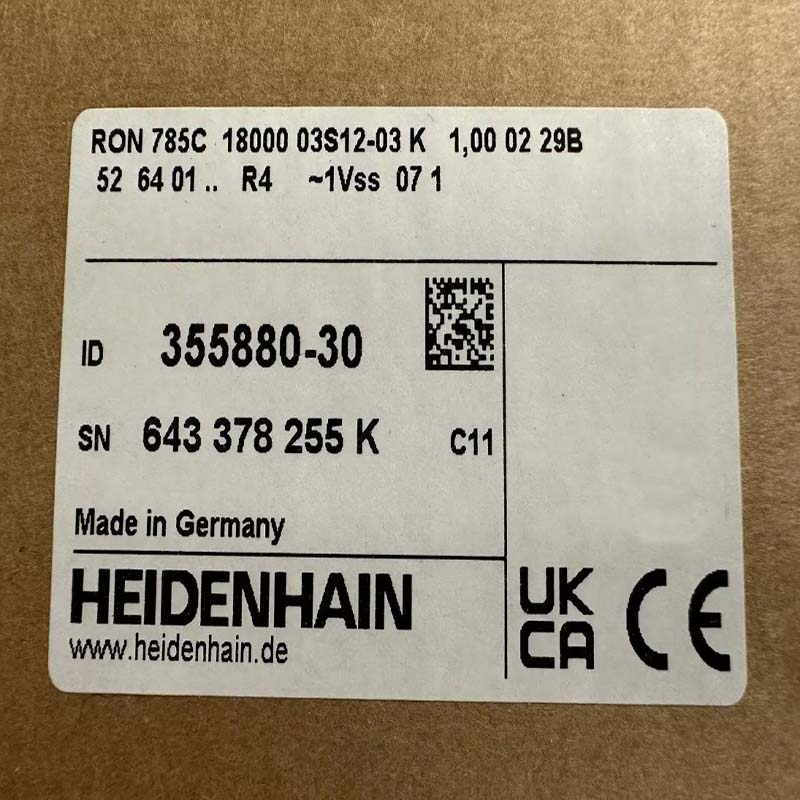 RON 785C 18000 03S12-03 K 1,00 02 29B
52 64 01 .. R4 ~1Vss 07 1
ID 355880-30
SN 643 378 255 K C11
Made in Germany
HEIDENHAIN
www.heidenhain.de
UK
CA
CE